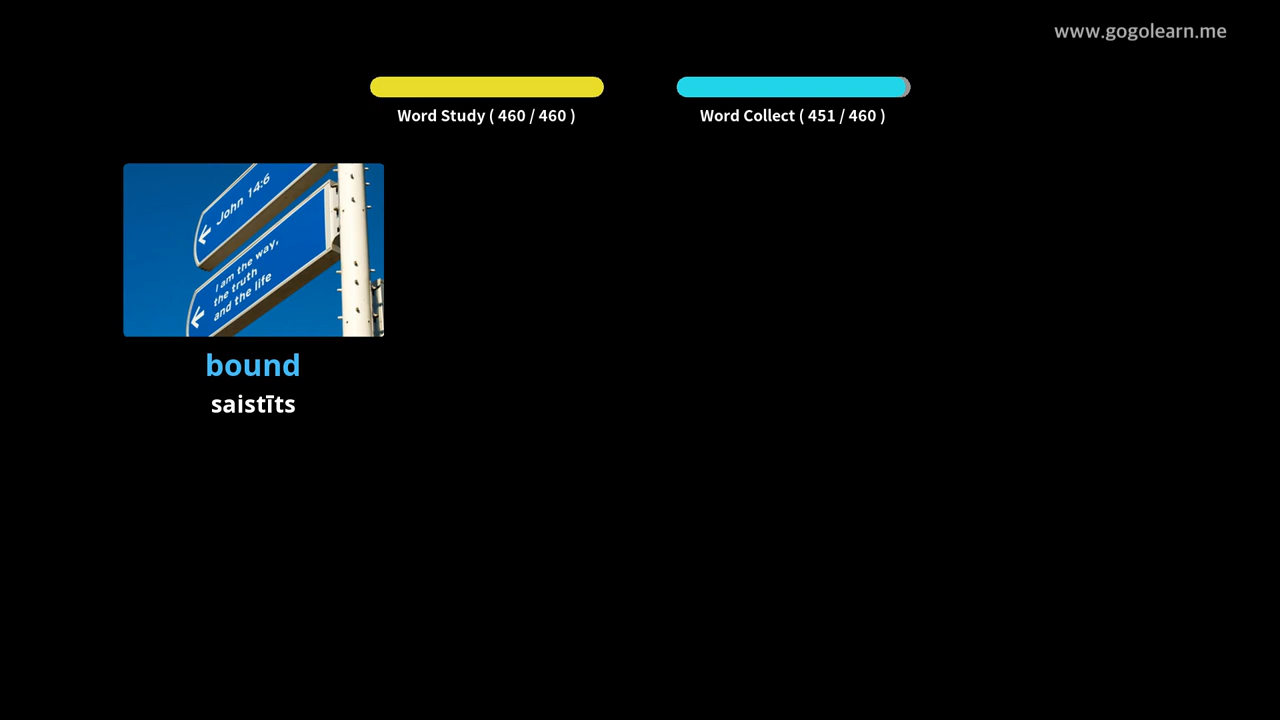 www.gogolearn.me
Word Study ( 460 / 460 )
Word Collect ( 451 / 460 )
John 14:6
I am the way,
the truth
and the life
bound
saistīts